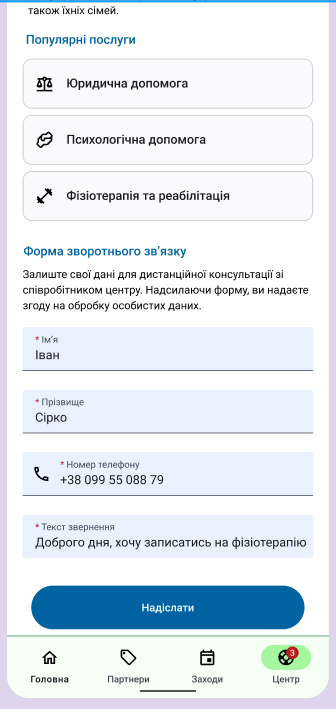 також їхніх сімей.
Популярні послуги
Юридична допомога
Психологічна допомога
Фізіотерапія та реабілітація
Форма зворотнього зв’язку
Залиште свої дані для дистанційної консультації зі
співробітником центру. Надсилаючи форму, ви надаєте
згоду на обробку особистих даних.
* Ім’я
Іван
* Прізвище
Сірко
* Номер телефону
+38 099 55 088 79
* Текст звернення
Доброго дня, хочу записатись на фізіотерапію
Надіслати
3
Головна Партнери Заходи Центр